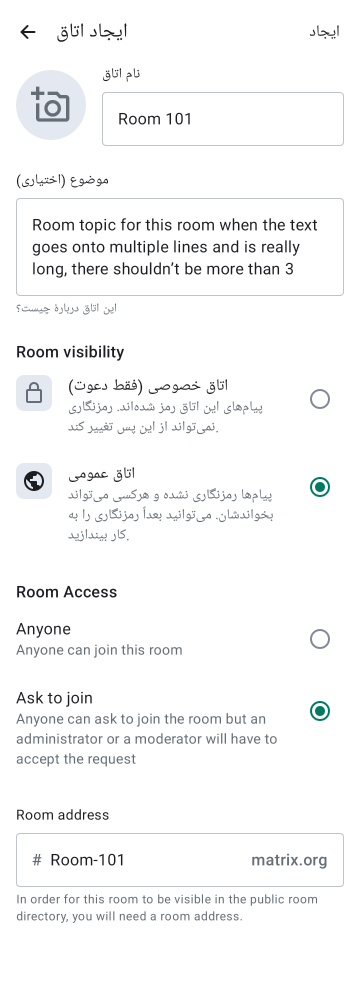 ایجاد اتاق
ایجاد
نام اتاق
Room 101
موضوع (اختیاری)
Room topic for this room when the text
goes onto multiple lines and is really
long, there shouldn’t be more than 3
این اتاق دربارهٔ چیست؟
Room visibility
اتاق خصوصی (فقط دعوت)
پیام‌های این اتاق رمز شده‌اند. رمزنگاری
نمی‌تواند از این پس تغییر کند.
اتاق عمومی
پیام‌ها رمزنگاری نشده و هرکسی می‌تواند
بخواندشان. می‌توانید بعداً رمزنگاری را به
کار بیندازید.
Room Access
Anyone
Anyone can join this room
Ask to join
Anyone can ask to join the room but an
administrator or a moderator will have to
accept the request
Room address
# Room-101 matrix.org
In order for this room to be visible in the public room
directory, you will need a room address.